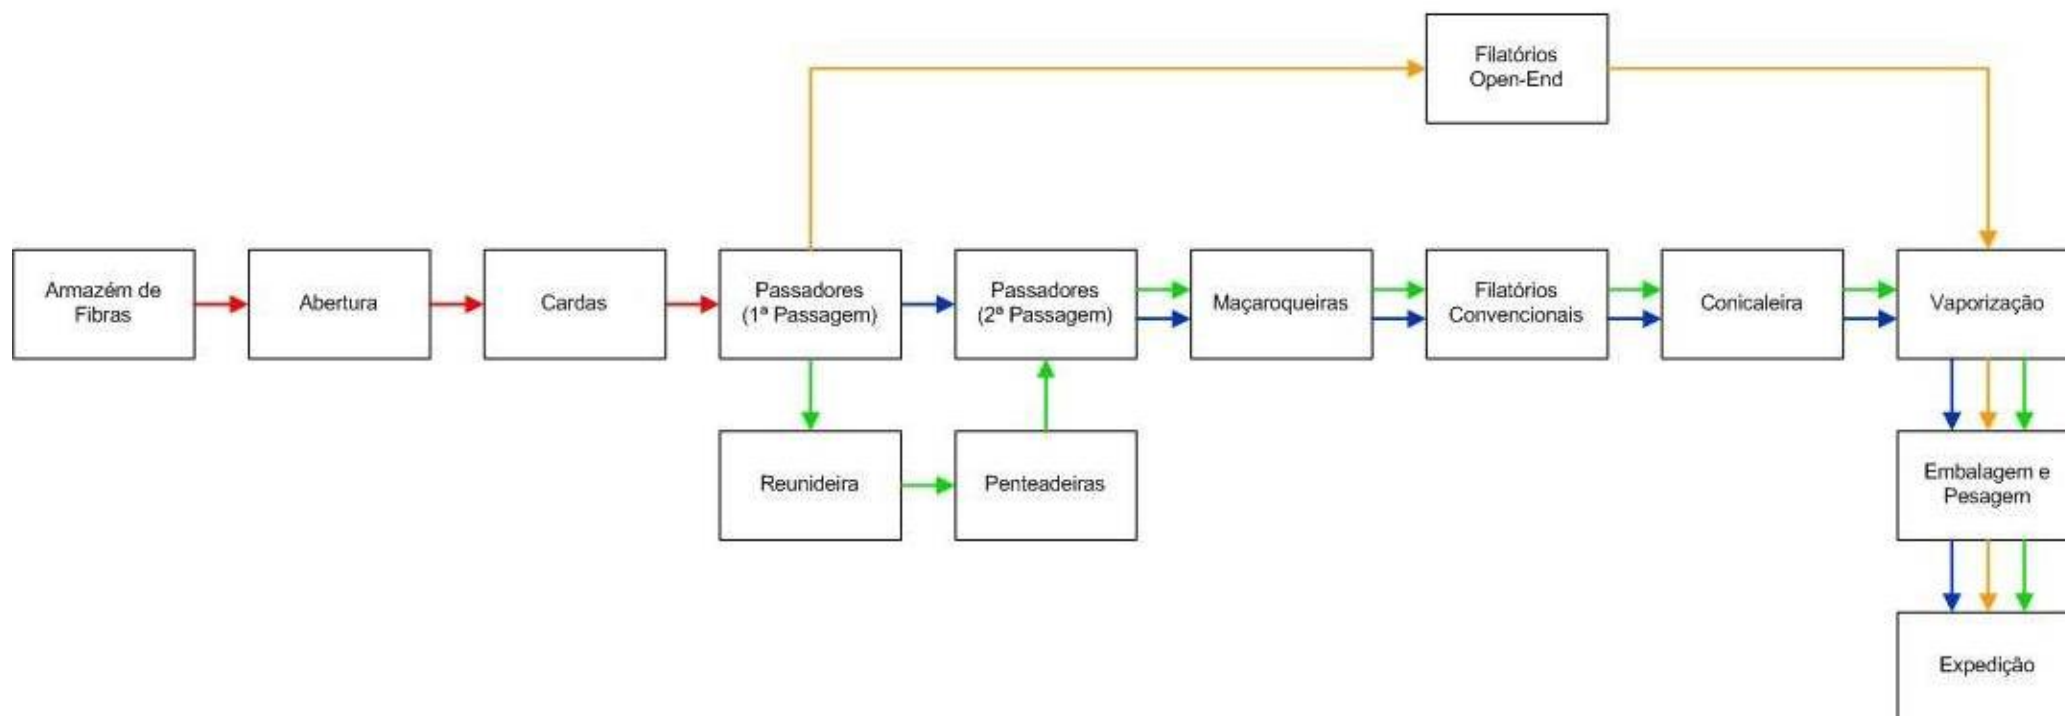 Filatórios
Open-End
Armazém de
Fibras
Abertura
Cardas
Passadores
(1ª Passagem)
Passadores
(2ª Passagem)
Maçaroqueiras
Filatórios
Convencionais
Conicaleira
Vaporização
Reunideira
Penteadeiras
Embalagem e
Pesagem
Expedição